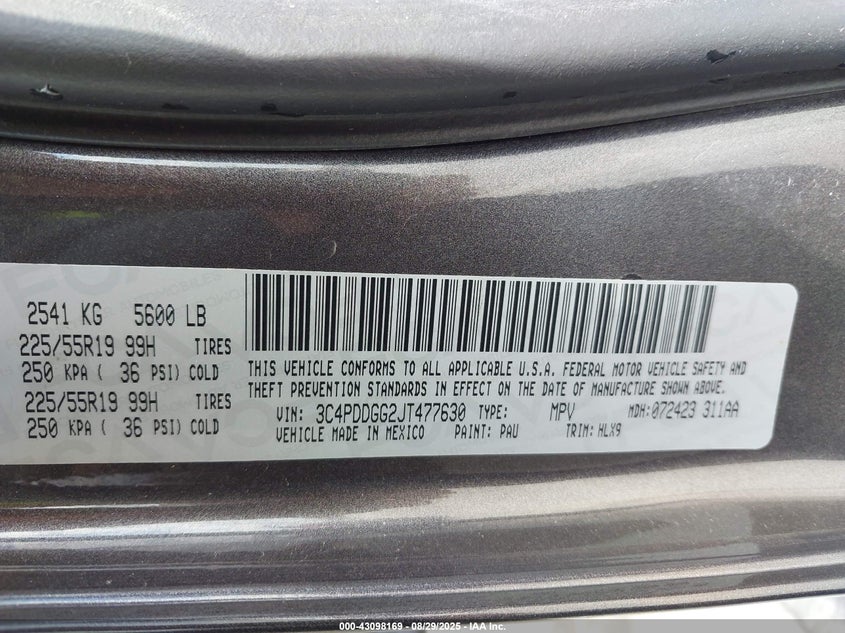 2541 KG 5600 LB
225/55R19 99H TIRES
250 KPA ( 36 PSI) COLD
225/55R19 99H TIRES
250 KPA ( 36 PSI) COLD
THIS VEHICLE CONFORMS TO ALL APPLICABLE U.S.A. FEDERAL MOTOR VEHICLE SAFETY AND
THEFT PREVENTION STANDARDS IN EFFECT ON THE DATE OF MANUFACTURE SHOWN ABOVE.
VIN: 3C4PDDGG2JT477630 TYPE: MPV MDH:072423 311AA
VEHICLE MADE IN MEXICO PAINT: PAU TRIM: HLX9
000-43098169 - 08/29/2025 - IAA Inc.